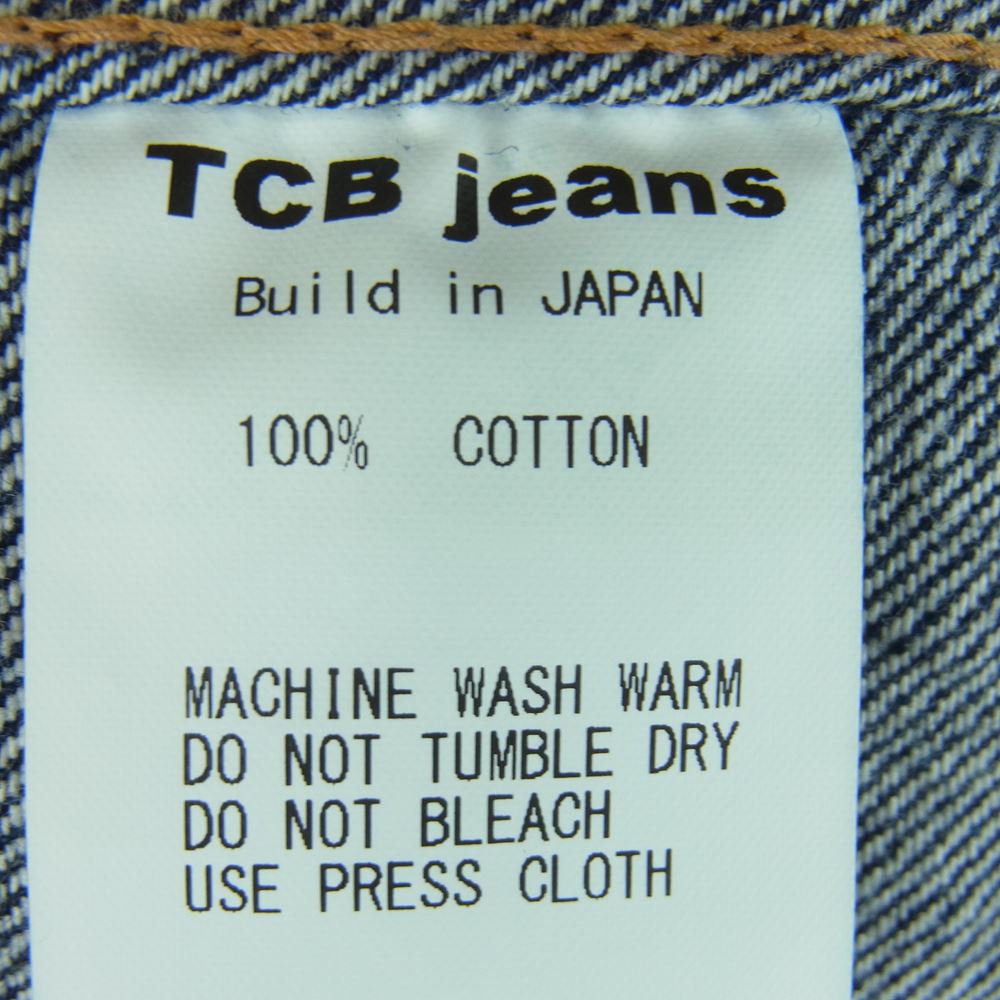 TCB jeans
Build in JAPAN
100% COTTON
MACHINE WASH WARM
DO NOT TUMBLE DRY
DO NOT BLEACH
USE PRESS CLOTH